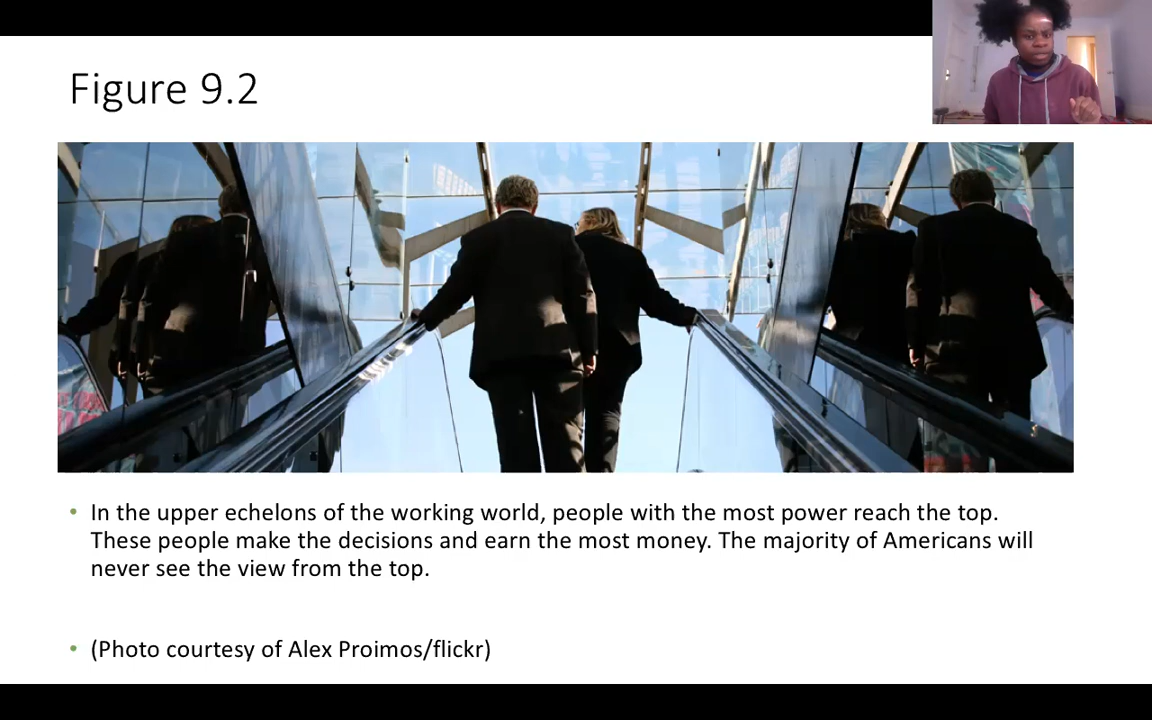 Figure 9.2
In the upper echelons of the working world, people with the most power reach the top.
These people make the decisions and earn the most money. The majority of Americans will
never see the view from the top.
(Photo courtesy of Alex Proimos/flickr)